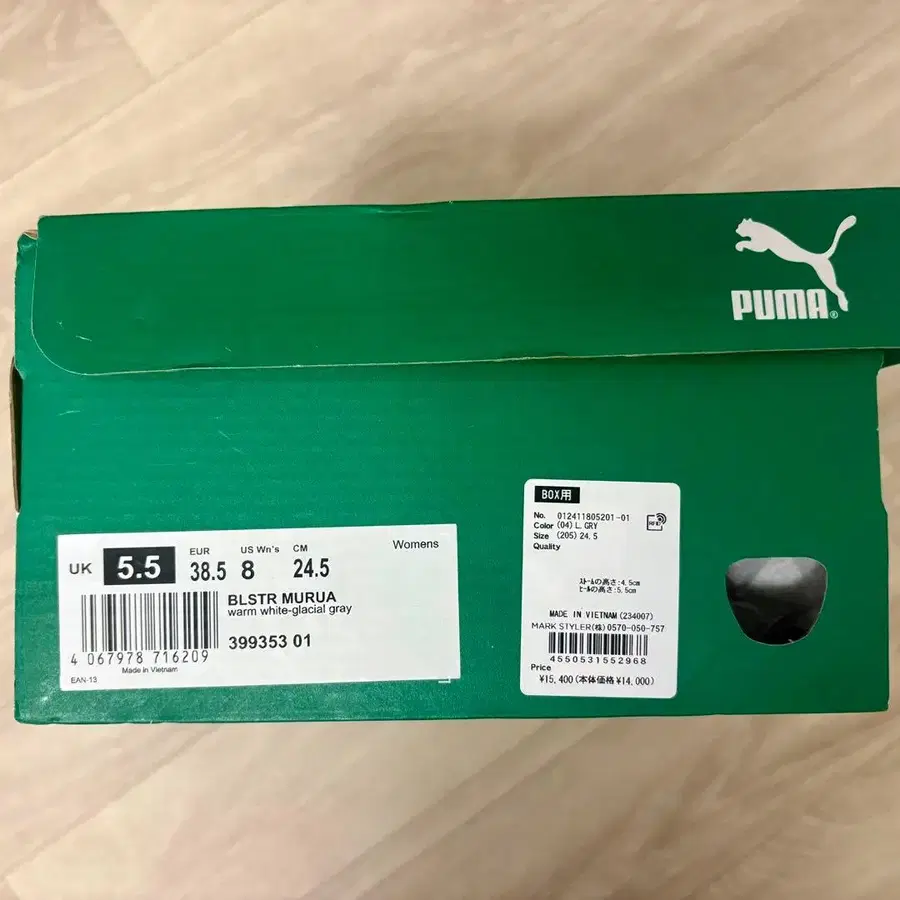 PUMA®
Womens
UK 5.5 EUR 38.5 US Wn's 8 CM 24.5
BLSTR MURUA
warm white-glacial gray
399353 01
4 067978 716209
Made in Vietnam
EAN-13
BOX用
No. 012411805201-01
RFID
Color (04)L.GRY
Size (205)24.5
Quality
ｽﾄｰﾑの高さ:4.5cm
ﾋｰﾙの高さ:5.5cm
MADE IN VIETNAM(234007)
MARK STYLER(株)0570-050-757
4550531552968
Price
¥15,400(本体価格¥14,000)